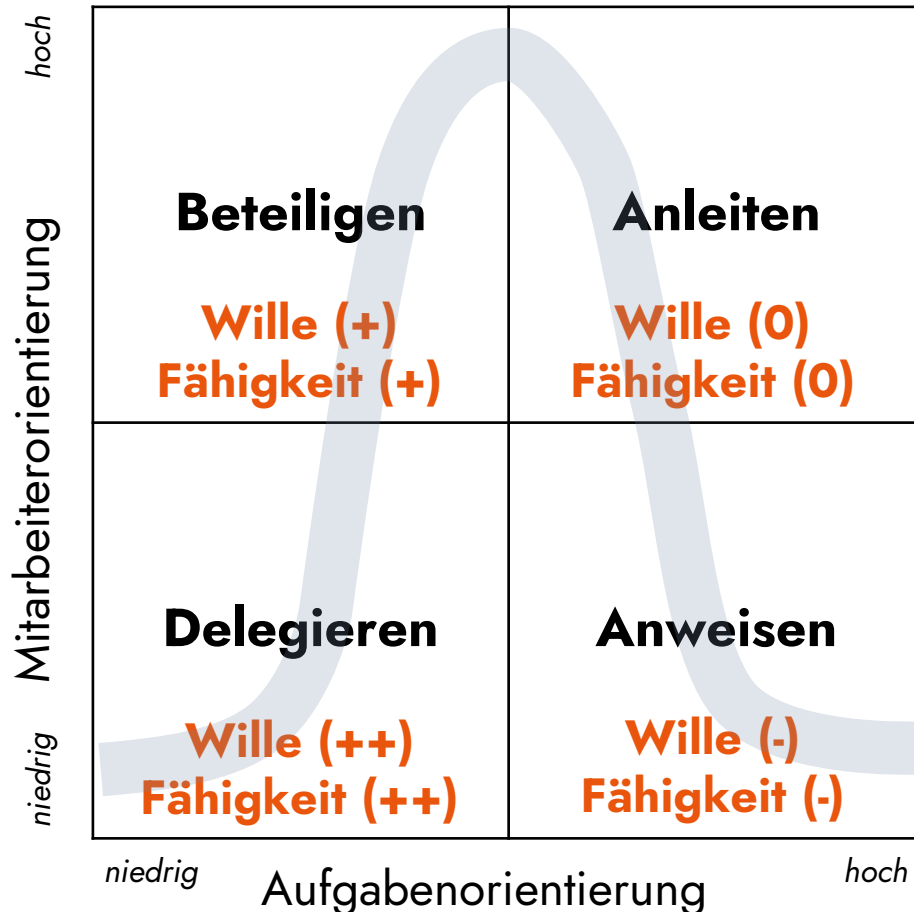 hoch
Mitarbeiterorientierung
niedrig
Beteiligen
Wille (+)
Fähigkeit (+)
Anleiten
Wille (0)
Fähigkeit (0)
Delegieren
Wille (++)
Fähigkeit (++)
Anweisen
Wille (-)
Fähigkeit (-)
niedrig
Aufgabenorientierung
hoch